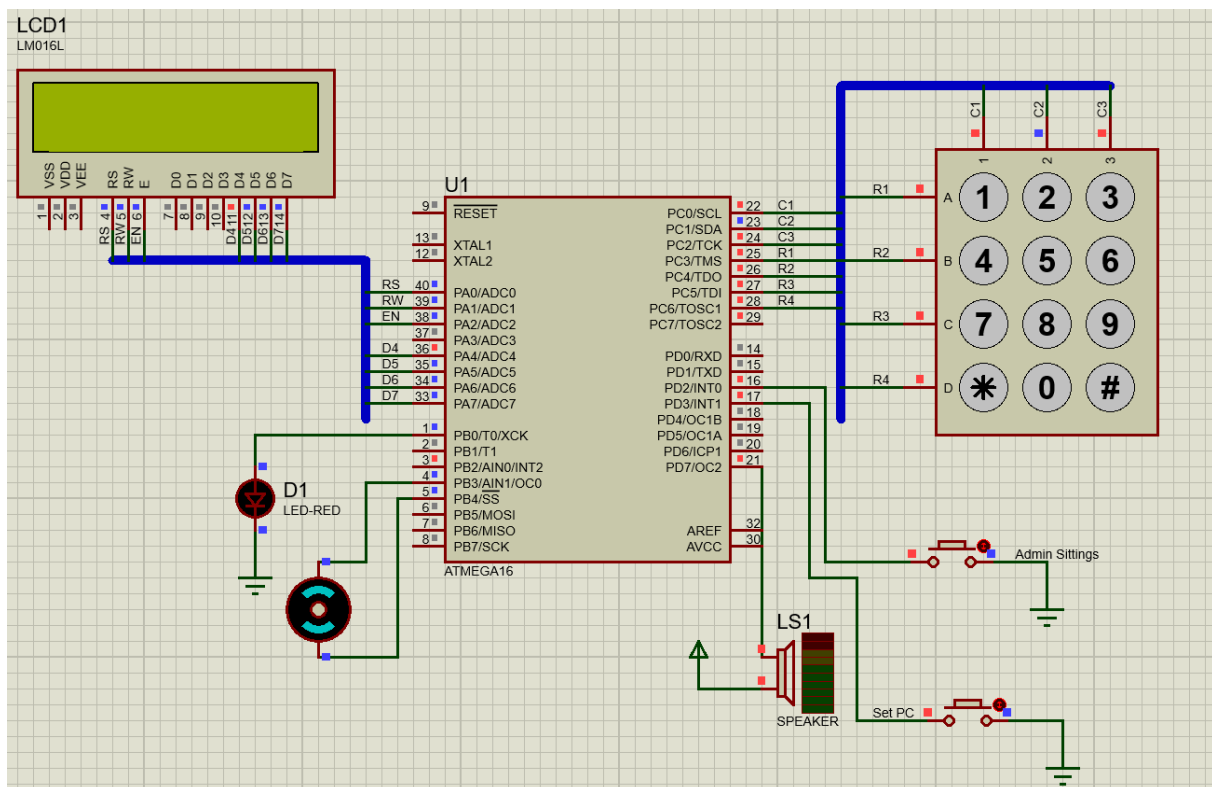 LCD1
LM016L
VSS
VDD
VEE
RS
RW
E
D0
D1
D2
D3
D4
D5
D6
D7
1
2
3
RS 4
RW 5
EN 6
7
8
9
10
D4 11
D5 12
D6 13
D7 14
U1
9 RESET
13 XTAL1
12 XTAL2
RS 40 PA0/ADC0
RW 39 PA1/ADC1
EN 38 PA2/ADC2
37 PA3/ADC3
D4 36 PA4/ADC4
D5 35 PA5/ADC5
D6 34 PA6/ADC6
D7 33 PA7/ADC7
1 PB0/T0/XCK
2 PB1/T1
3 PB2/AIN0/INT2
4 PB3/AIN1/OC0
5 PB4/SS
6 PB5/MOSI
7 PB6/MISO
8 PB7/SCK
PC0/SCL 22 C1
PC1/SDA 23 C2
PC2/TCK 24 C3
PC3/TMS 25 R1
PC4/TDO 26 R2
PC5/TDI 27 R3
PC6/TOSC1 28 R4
PC7/TOSC2 29
PD0/RXD 14
PD1/TXD 15
PD2/INT0 16
PD3/INT1 17
PD4/OC1B 18
PD5/OC1A 19
PD6/ICP1 20
PD7/OC2 21
AREF 32
AVCC 30
ATMEGA16
D1
LED-RED
C1
C2
C3
1
2
3
R1 A 1 2 3
R2 B 4 5 6
R3 C 7 8 9
R4 D * 0 #
Admin Sittings
LS1
SPEAKER
Set PC